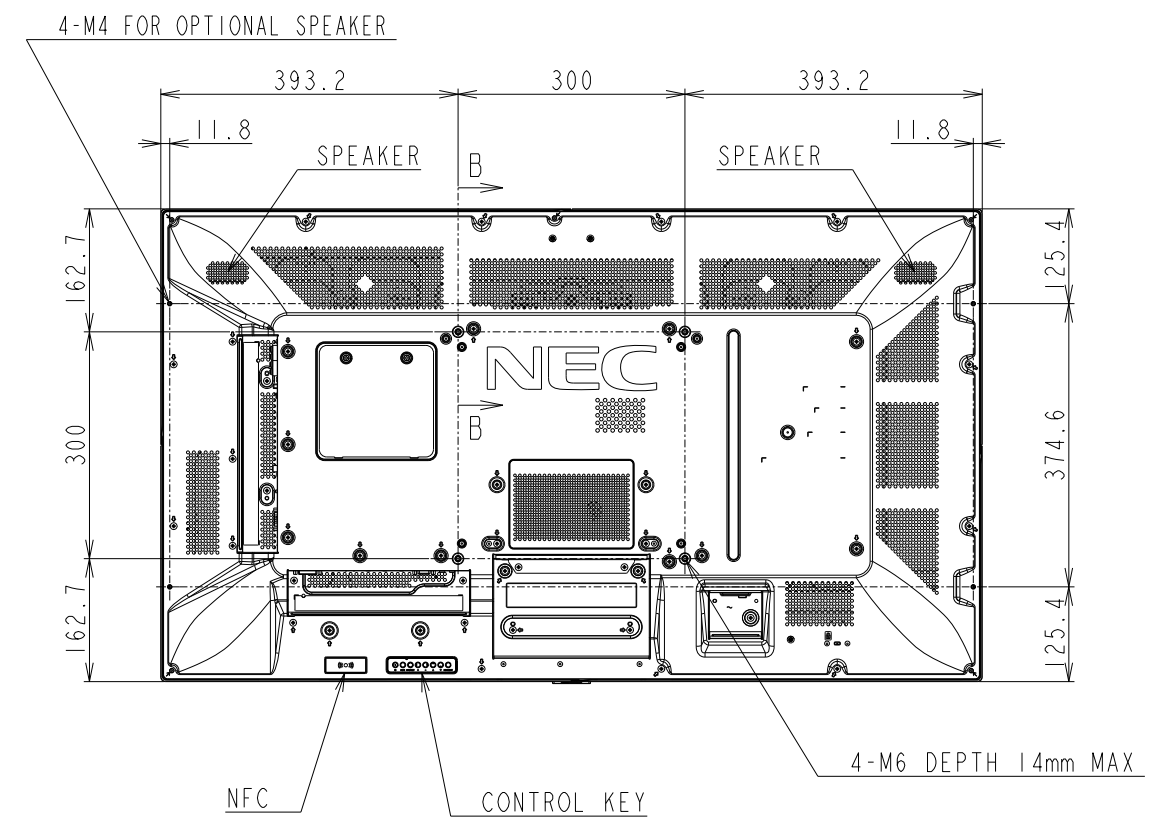 4-M4 FOR OPTIONAL SPEAKER
393.2
300
393.2
11.8
11.8
SPEAKER
B
SPEAKER
162.7
125.4
NEC
B
300
374.6
162.7
125.4
4-M6 DEPTH 14mm MAX
NFC
CONTROL KEY